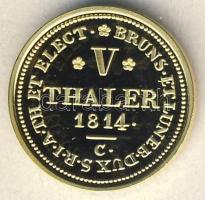 BRUNS·ET LUNEB·DUX S·R·I·A·TH·ET ELECT·
V
THALER
1814.
C.